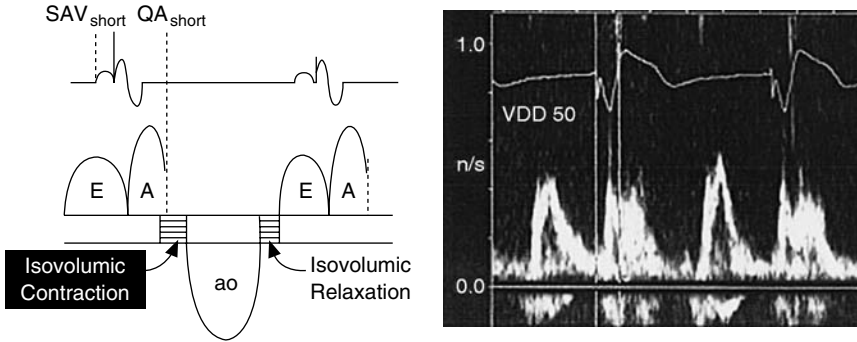 SAVshort QAshort
E A
E A
Isovolumic
Contraction
ao
Isovolumic
Relaxation
1.0
VDD 50
n/s
0.0